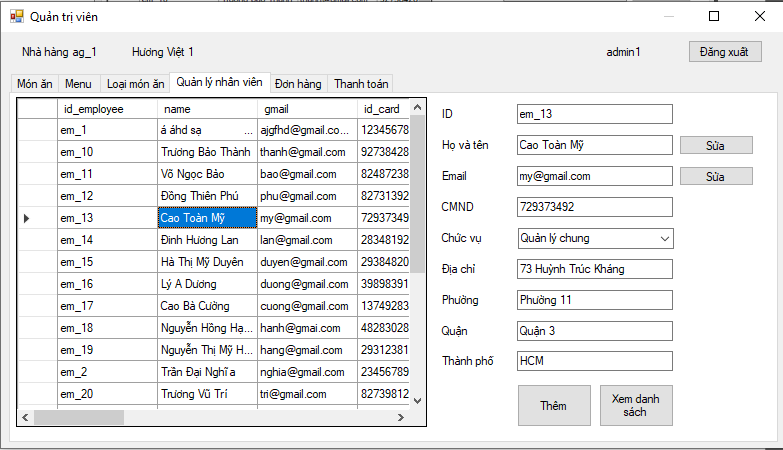 Quản trị viên
Nhà hàng ag_1 Hương Việt 1 admin1 Đăng xuất
Món ăn Menu Loại món ăn Quản lý nhân viên Đơn hàng Thanh toán
id_employee name gmail id_card
em_1 á áhd sạ ... ajgfhd@gmail.co... 12345678
em_10 Trương Bảo Thành thanh@gmail.com 92738428
em_11 Võ Ngọc Bảo bao@gmail.com 82487238
em_12 Đồng Thiên Phú phu@gmail.com 82731392
em_13 Cao Toàn Mỹ my@gmail.com 72937349
em_14 Đinh Hương Lan lan@gmail.com 28348192
em_15 Hà Thị Mỹ Duyên duyen@gmail.com 29384820
em_16 Lý A Dương duong@gmail.com 39898391
em_17 Cao Bà Cường cuong@gmail.com 13749283
em_18 Nguyễn Hồng Hạ... hanh@gmai.com 48283028
em_19 Nguyễn Thị Mỹ H... hang@gmail.com 29312381
em_2 Trần Đại Nghĩa nghia@gmail.com 23456789
em_20 Trương Vũ Trí tri@gmail.com 82739812
ID em_13
Họ và tên Cao Toàn Mỹ Sửa
Email my@gmail.com Sửa
CMND 729373492
Chức vụ Quản lý chung
Địa chỉ 73 Huỳnh Trúc Kháng
Phường Phường 11
Quận Quận 3
Thành phố HCM
Thêm
Xem danh
sách